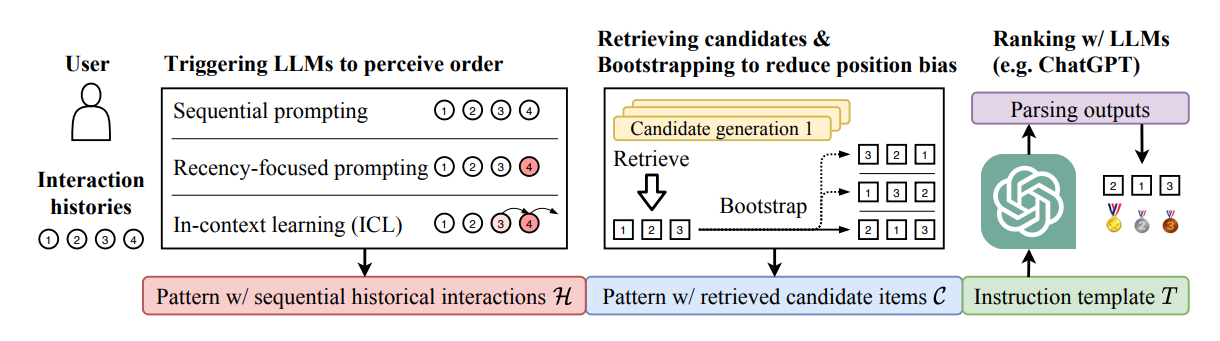 User
Interaction
histories
1 2 3 4
Triggering LLMs to perceive order
Sequential prompting 1 2 3 4
Recency-focused prompting 1 2 3 4
In-context learning (ICL) 1 2 3 4
Pattern w/ sequential historical interactions ℋ
Retrieving candidates &
Bootstrapping to reduce position bias
Candidate generation 1
Retrieve
1 2 3
Bootstrap
3 2 1
1 3 2
2 1 3
Pattern w/ retrieved candidate items 𝒞
Ranking w/ LLMs
(e.g. ChatGPT)
Parsing outputs
2 1 3
1 2 3
Instruction template T